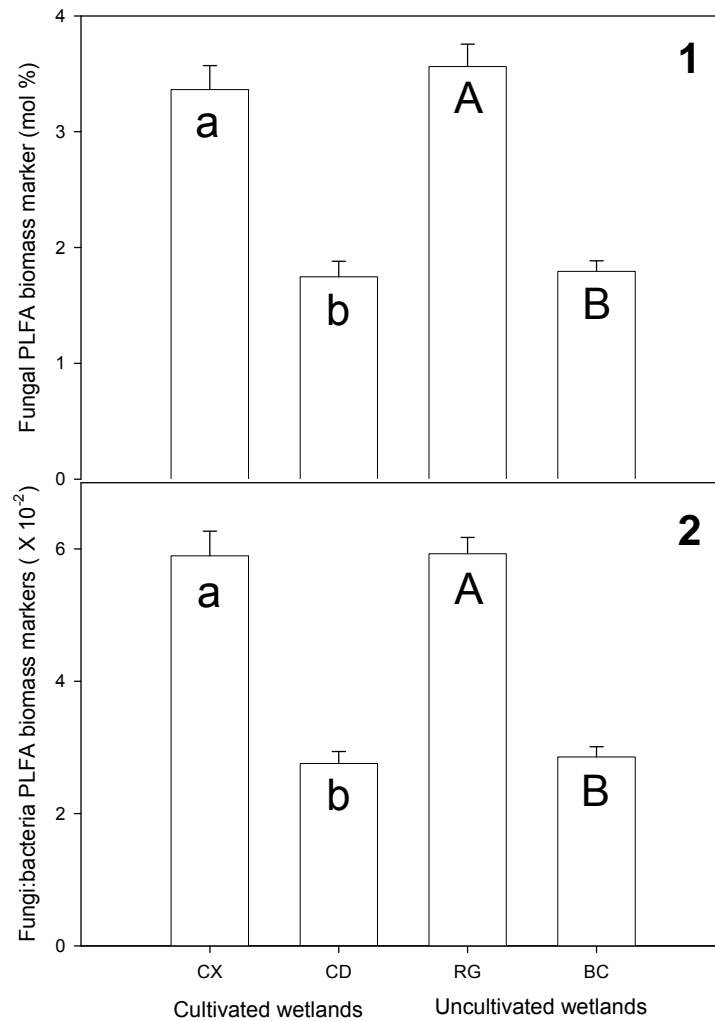 4
3
2
1
0
Fungal PLFA biomass marker (mol %)
1
a
b
A
B
6
4
2
0
Fungi:bacteria PLFA biomass markers ( X 10-2)
2
a
b
A
B
CX CD RG BC
Cultivated wetlands Uncultivated wetlands